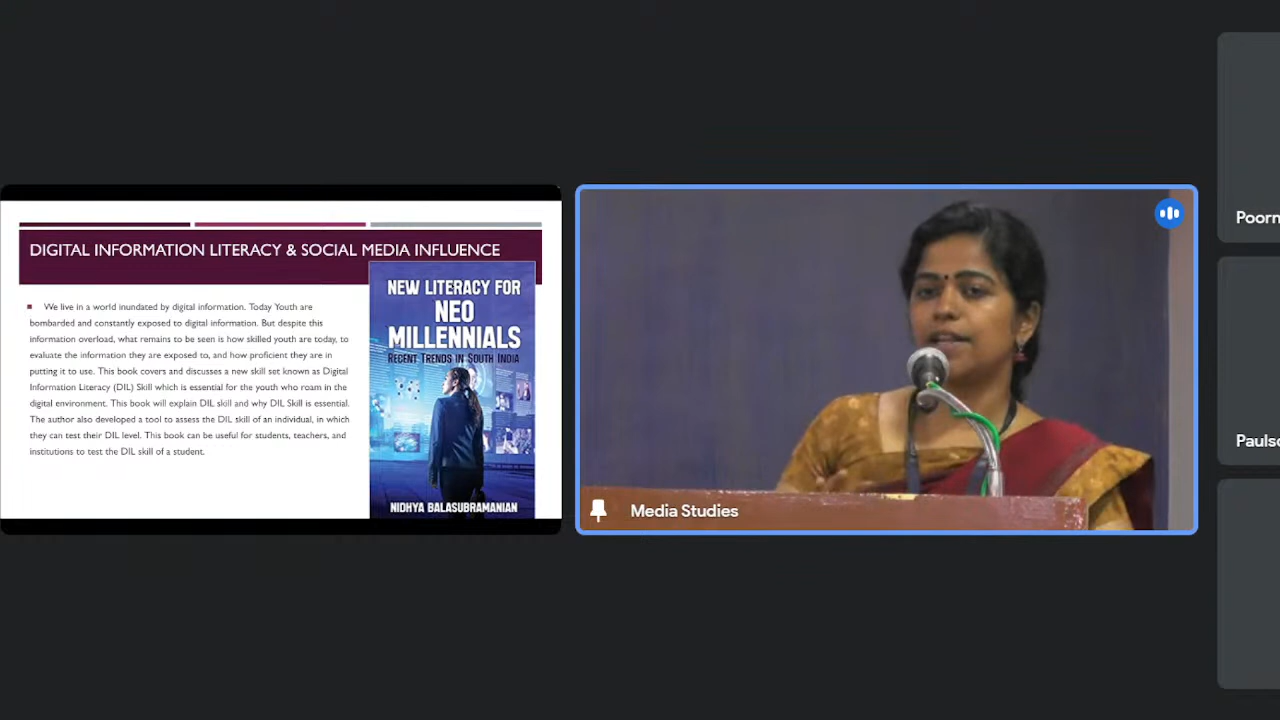 DIGITAL INFORMATION LITERACY & SOCIAL MEDIA INFLUENCE
We live in a world inundated by digital information. Today Youth are
bombarded and constantly exposed to digital information. But despite this
information overload, what remains to be seen is how skilled youth are today, to
evaluate the information they are exposed to, and how proficient they are in
putting it to use. This book covers and discusses a new skill set known as Digital
Information Literacy (DIL) Skill which is essential for the youth who roam in the
digital environment. This book will explain DIL skill and why DIL Skill is essential.
The author also developed a tool to assess the DIL skill of an individual, in which
they can test their DIL level. This book can be useful for students, teachers, and
institutions to test the DIL skill of a student.
NEW LITERACY FOR
NEO
MILLENNIALS
RECENT TRENDS IN SOUTH INDIA
NIDHYA BALASUBRAMANIAN
Media Studies
Poorn
Paulso